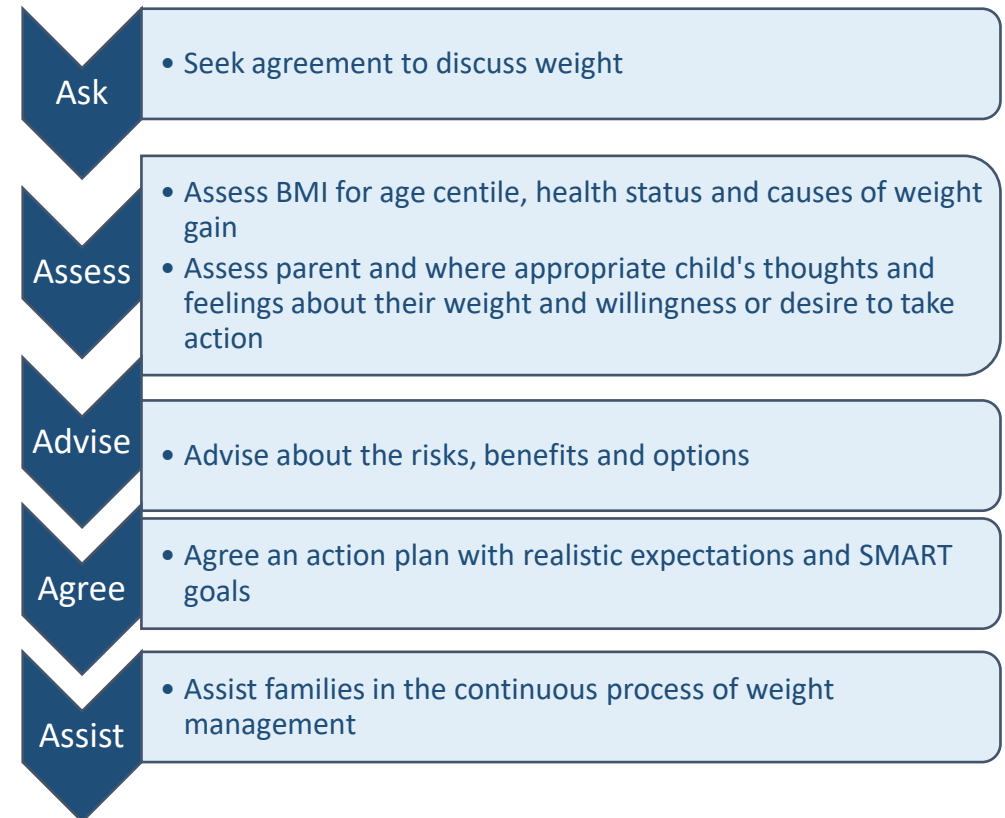 Ask
• Seek agreement to discuss weight
Assess
• Assess BMI for age centile, health status and causes of weight
gain
• Assess parent and where appropriate child's thoughts and
feelings about their weight and willingness or desire to take
action
Advise
• Advise about the risks, benefits and options
Agree
• Agree an action plan with realistic expectations and SMART
goals
Assist
• Assist families in the continuous process of weight
management